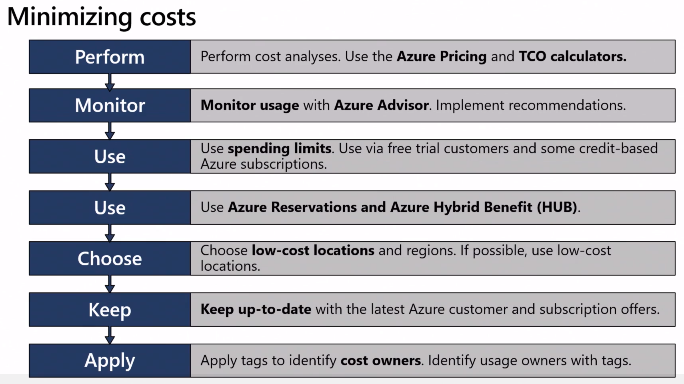 Minimizing costs
Perform
Perform cost analyses. Use the Azure Pricing and TCO calculators.
Monitor
Monitor usage with Azure Advisor. Implement recommendations.
Use
Use spending limits. Use via free trial customers and some credit-based
Azure subscriptions.
Use
Use Azure Reservations and Azure Hybrid Benefit (HUB).
Choose
Choose low-cost locations and regions. If possible, use low-cost
locations.
Keep
Keep up-to-date with the latest Azure customer and subscription offers.
Apply
Apply tags to identify cost owners. Identify usage owners with tags.